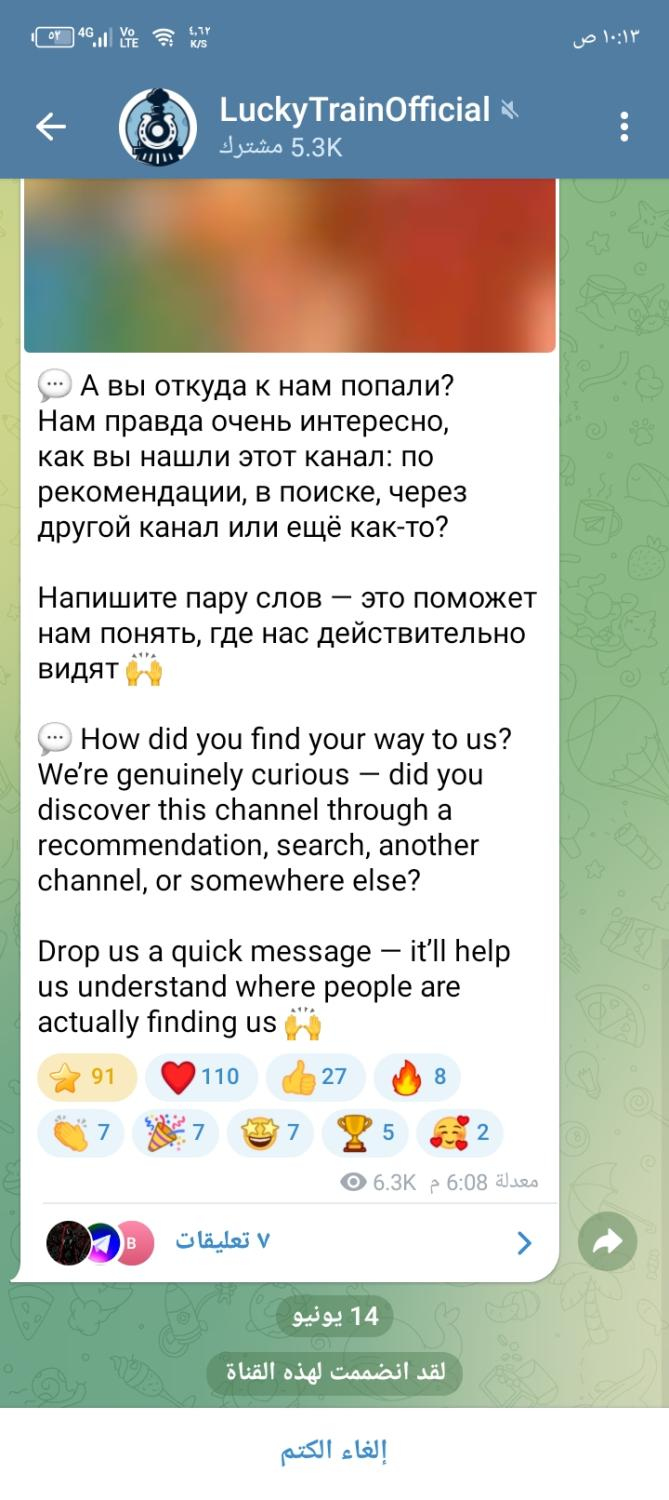 ٥٢ 4G Vo LTE ٤,٦٢ K/S ١٠:١٣ ص
LuckyTrainOfficial
5.3K مشترك
А вы откуда к нам попали?
Нам правда очень интересно,
как вы нашли этот канал: по
рекомендации, в поиске, через
другой канал или ещё как-то?
Напишите пару слов — это поможет
нам понять, где нас действительно
видят 🙌
💬 How did you find your way to us?
We’re genuinely curious — did you
discover this channel through a
recommendation, search, another
channel, or somewhere else?
Drop us a quick message — it’ll help
us understand where people are
actually finding us 🙌
⭐ 91 ❤️ 110 👍 27 🔥 8
👏 7 🎉 7 🤩 7 🏆 5 🥰 2
6.3K معدلة 6:08 م
B ٧ تعليقات
14 يونيو
لقد انضممت لهذه القناة
إلغاء الكتم